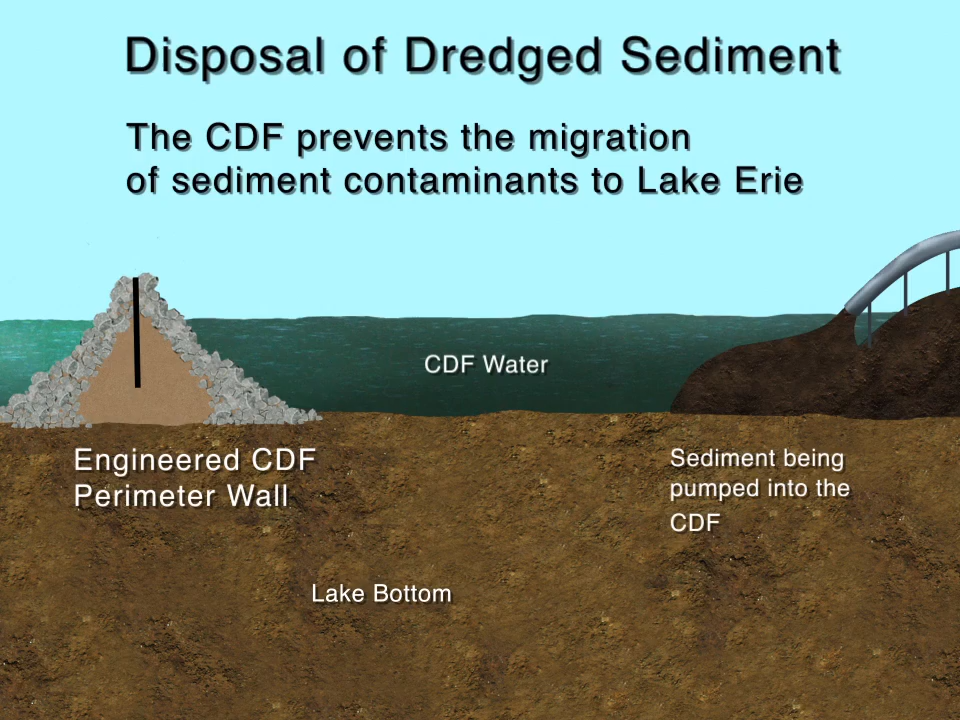 Disposal of Dredged Sediment
The CDF prevents the migration
of sediment contaminants to Lake Erie
CDF Water
Engineered CDF
Perimeter Wall
Sediment being
pumped into the
CDF
Lake Bottom